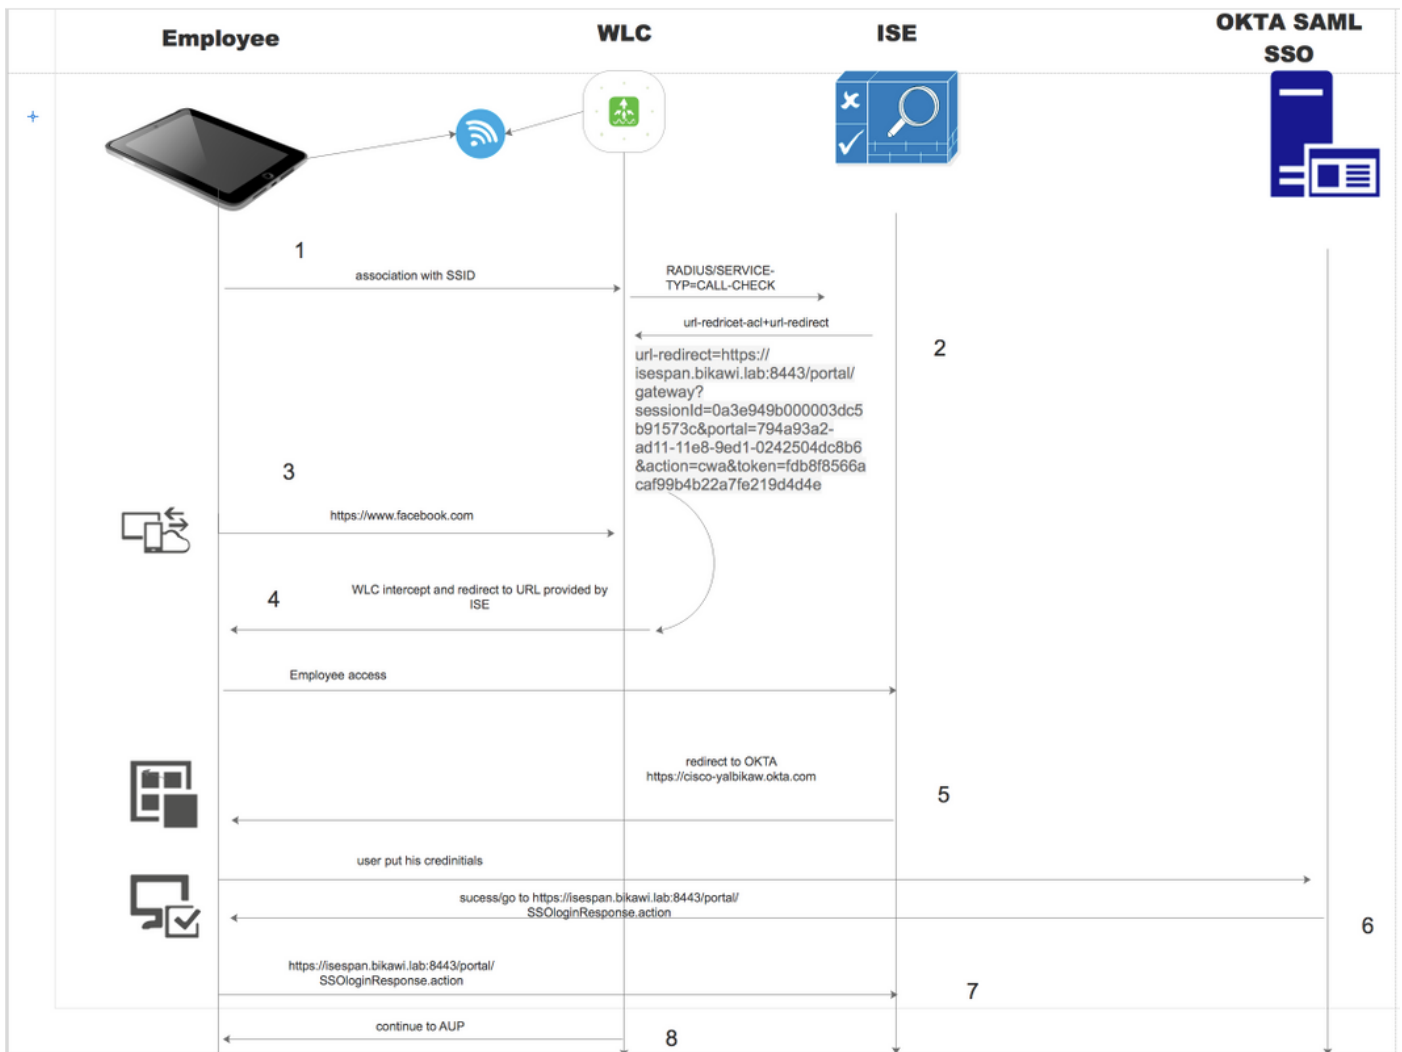 Employee
WLC
ISE
OKTA SAML
SSO
1
association with SSID
RADIUS/SERVICE-
TYP=CALL-CHECK
url-redricet-acl+url-redirect
2
url-redirect=https://
isespan.bikawi.lab:8443/portal/
gateway?
sessionId=0a3e949b000003dc5
b91573c&portal=794a93a2-
ad11-11e8-9ed1-0242504dc8b6
&action=cwa&token=fdb8f8566a
caf99b4b22a7fe219d4d4e
3
https://www.facebook.com
4
WLC intercept and redirect to URL provided by
ISE
Employee access
redirect to OKTA
https://cisco-yalbikaw.okta.com
5
user put his credinitials
sucess/go to https://isespan.bikawi.lab:8443/portal/
SSOloginResponse.action
6
https://isespan.bikawi.lab:8443/portal/
SSOloginResponse.action
7
continue to AUP
8